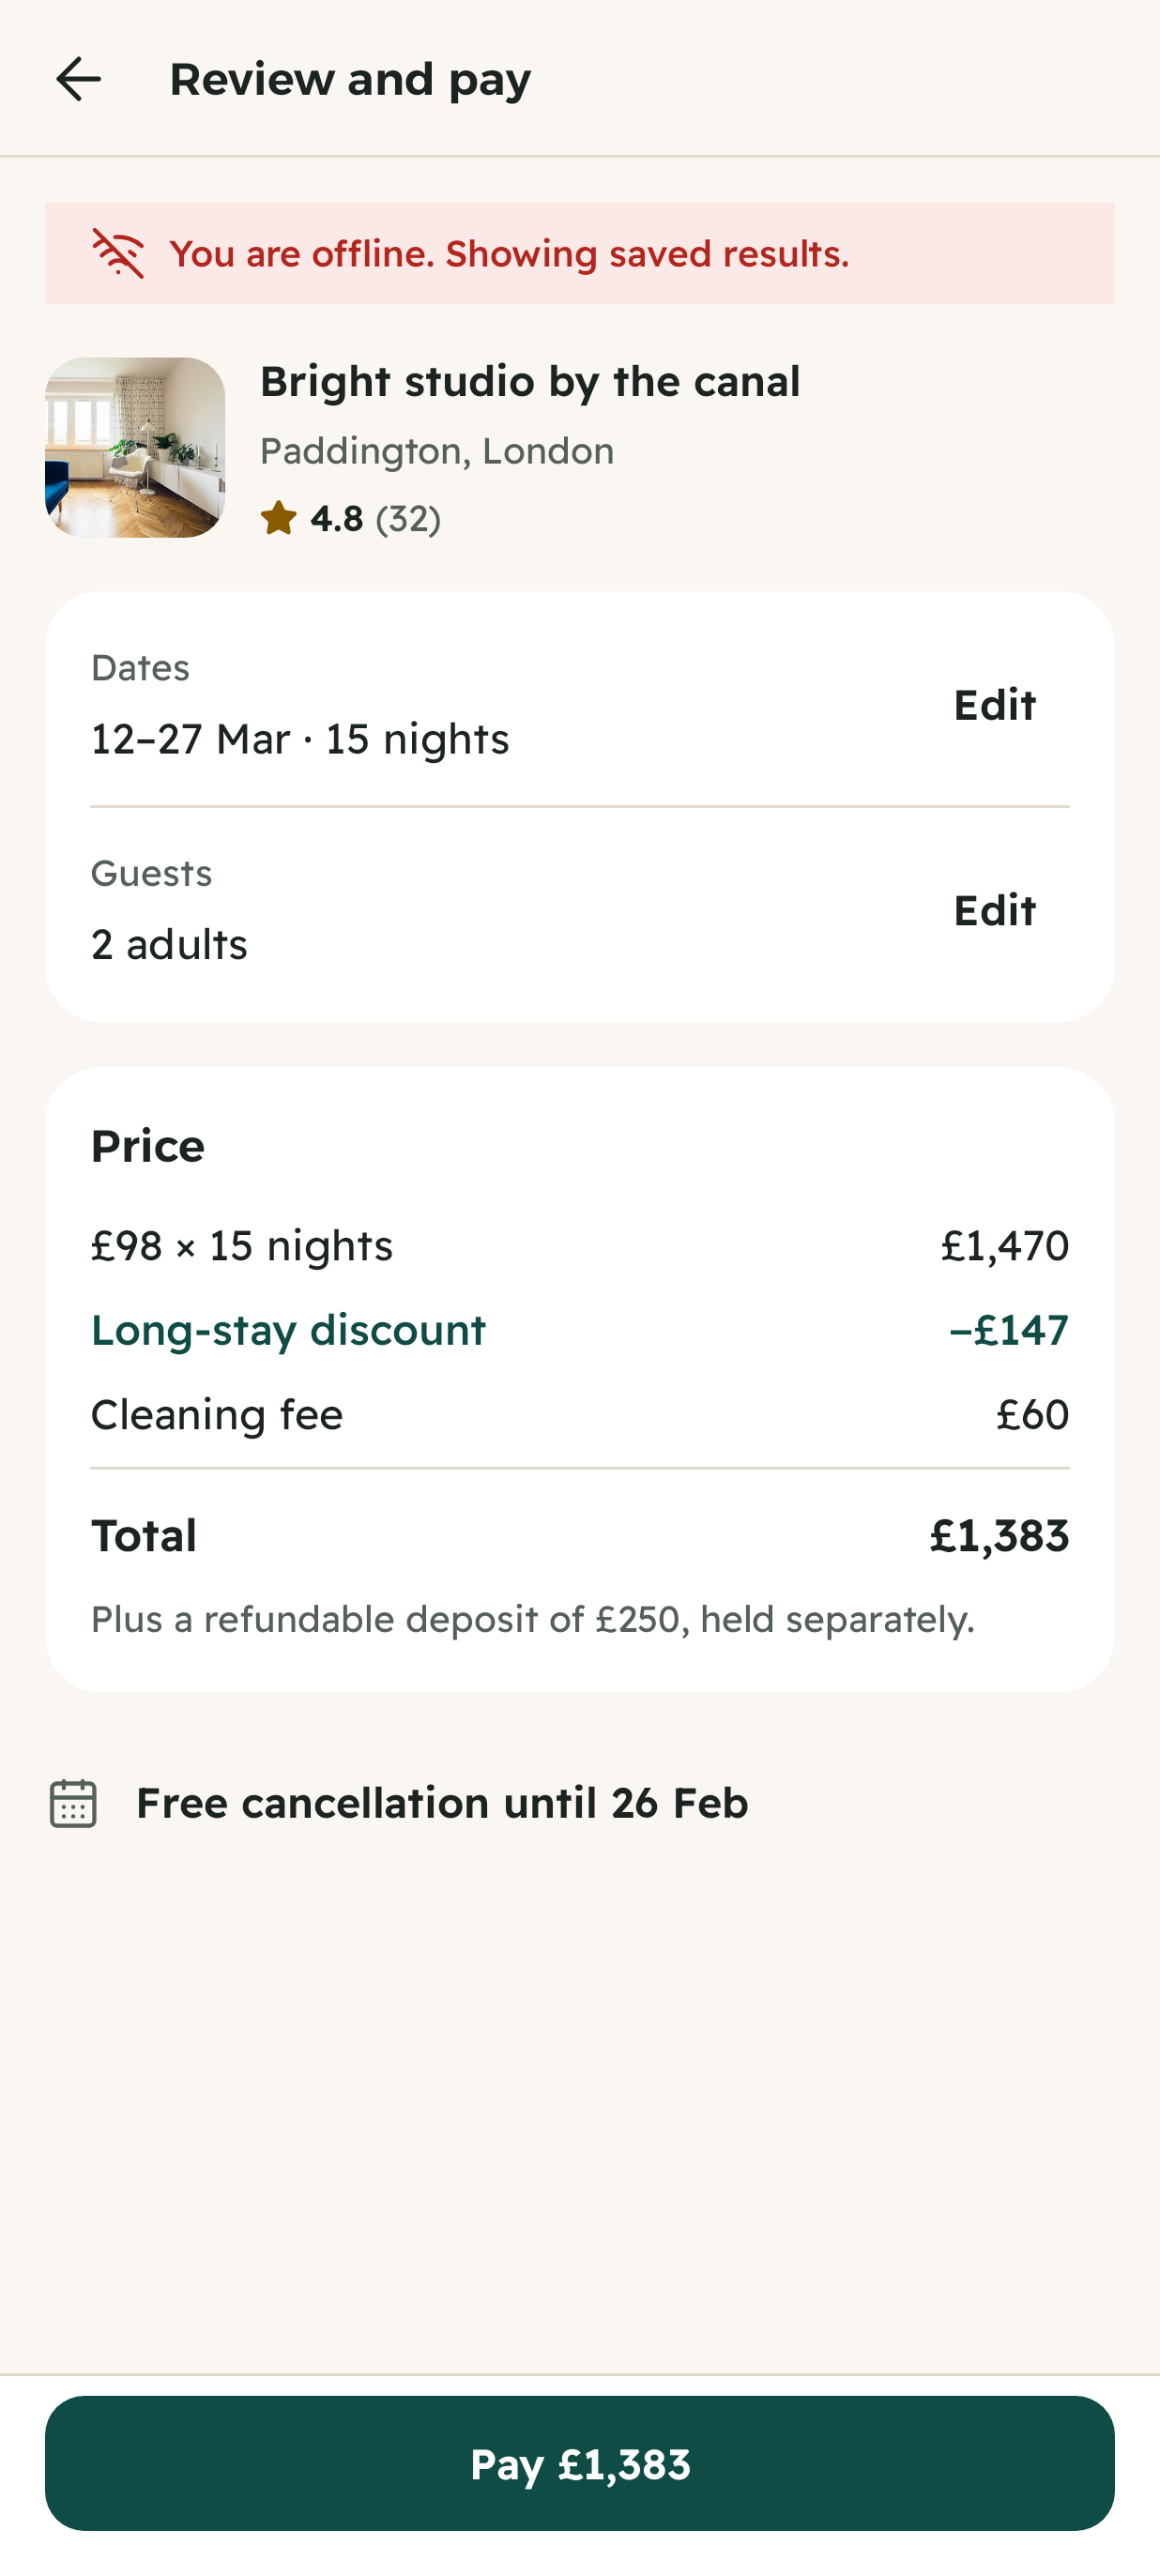 Review and pay
You are offline. Showing saved results.
Bright studio by the canal
Paddington, London
4.8 (32)
Dates
12–27 Mar · 15 nights
Edit
Guests
2 adults
Edit
Price
£98 × 15 nights £1,470
Long-stay discount –£147
Cleaning fee £60
Total £1,383
Plus a refundable deposit of £250, held separately.
Free cancellation until 26 Feb
Pay £1,383